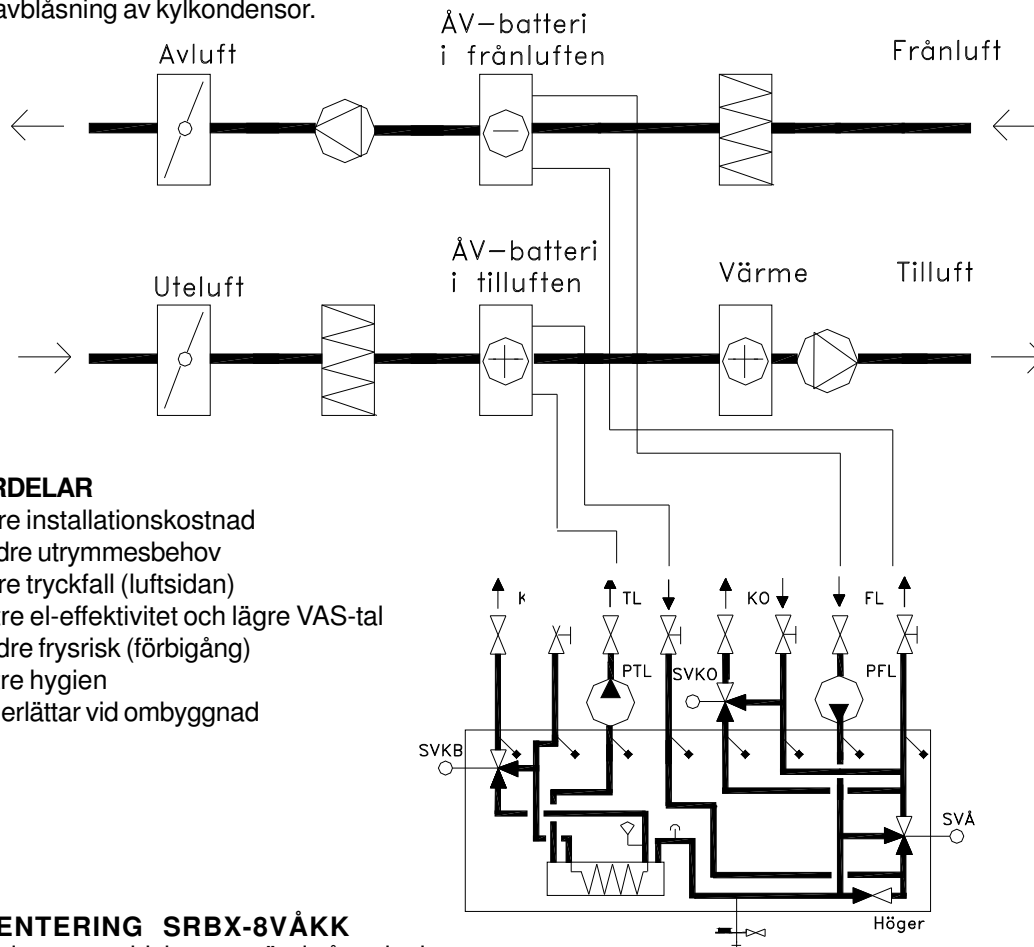 avblåsning av kylkondensor.
ÅV-batteri
i frånluften
Avluft
Frånluft
ÅV-batteri
i tilluften
Uteluft
Värme
Tilluft
RDELAR
re installationskostnad
dre utrymmesbehov
re tryckfall (luftsidan)
tre el-effektivitet och lägre VAS-tal
dre frysrisk (förbigång)
re hygien
erlättar vid ombyggnad
K
TL
KO
FL
PTL
SVKO
PFL
SVKB
SVÅ
Höger
ENTERING SRBX-8VÅKK